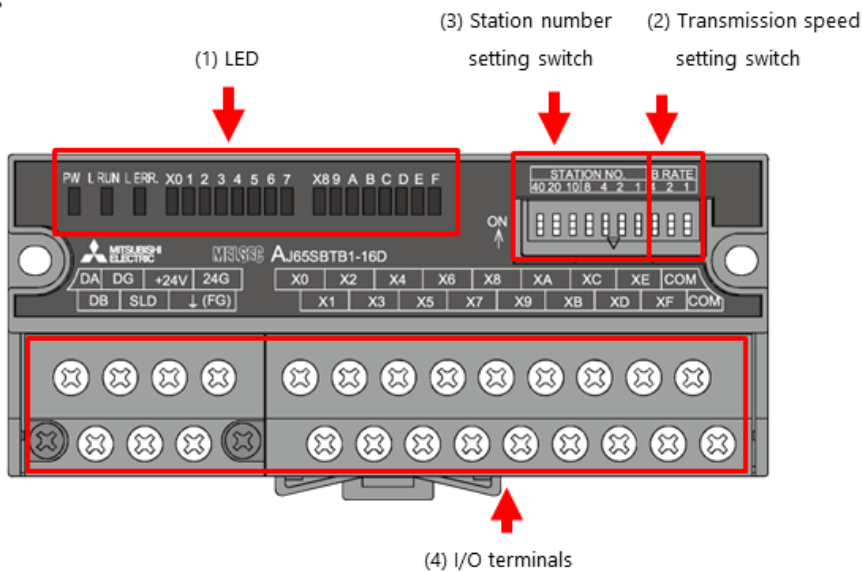 (3) Station number
setting switch
(2) Transmission speed
setting switch
(1) LED
PW L RUN L ERR. X0 1 2 3 4 5 6 7 X8 9 A B C D E F
STATION NO. B RATE
40 20 10 8 4 2 1 4 2 1
ON
MITSUBISHI
ELECTRIC
MELSEC AJ65SBTB1-16D
DA DG +24V 24G X0 X2 X4 X6 X8 XA XC XE COM
DB SLD (FG) X1 X3 X5 X7 X9 XB XD XF COM
(4) I/O terminals